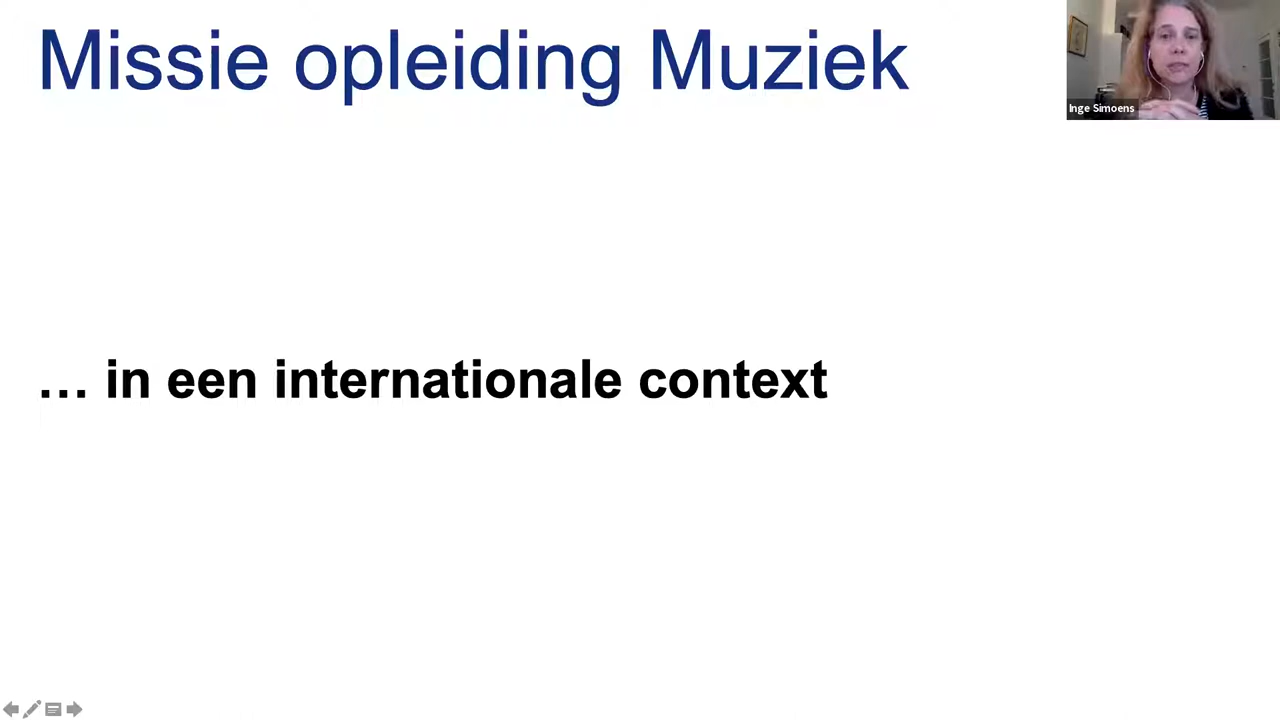 Missie opleiding Muziek
Inge Simoens
... in een internationale context